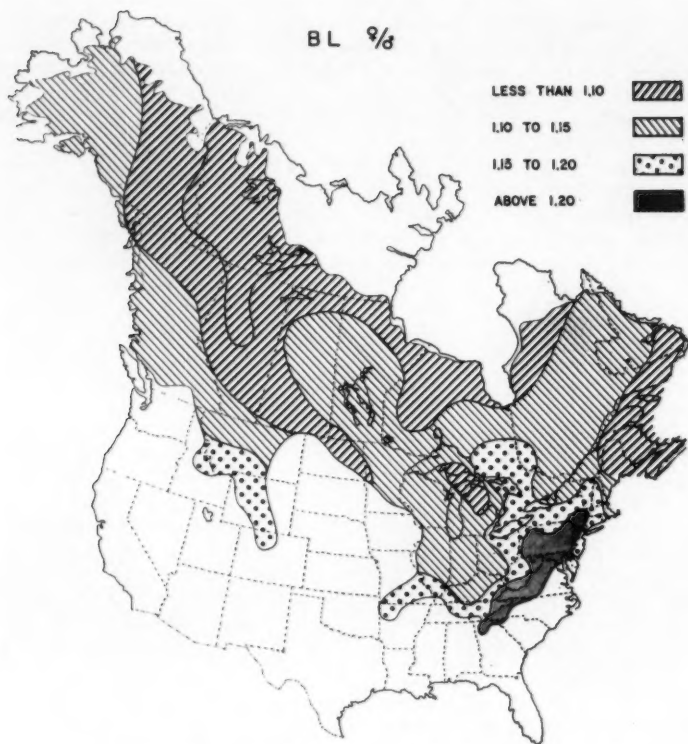 BL ♀/♂
LESS THAN 1.10
1.10 TO 1.15
1.15 TO 1.20
ABOVE 1.20